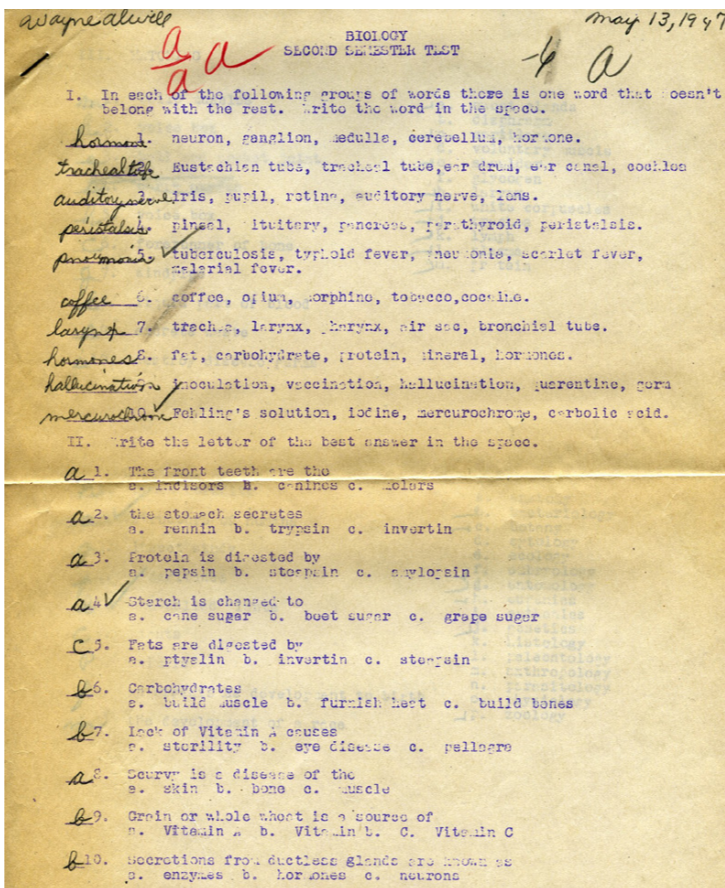 Wayne Atwell
May 13, 1947
a
a a
BIOLOGY
SECOND SEMESTER TEST
-6 a
I. In each of the following groups of words there is one word that doesn't
belong with the rest. Write the word in the space.
hormone 1. neuron, ganglion, medulla, cerebellum, hormone.
tracheal tube Eustachian tube, tracheal tube,ear drum, ear canal, cochlea
auditory nerve iris, pupil, retina, auditory nerve, lens.
peristalsis pineal, pituitary, pancreas, parathyroid, peristalsis.
pneumonia tuberculosis, typhoid fever, pneumonia, scarlet fever,
malarial fever.
coffee 6. coffee, opium, morphine, tobacco,cocaine.
larynx 7. trachea, larynx, pharynx, air sac, bronchial tube.
hormones 8. fat, carbohydrate, protein, mineral, hormones.
hallucination inoculation, vaccination, hallucination, quarentine, germ
mercurochrome Fehling's solution, iodine, mercurochrome, carbolic acid.
II. Write the letter of the best answer in the space.
a 1. The front teeth are the
a. incisors b. canines c. molars
a 2. the stomach secretes
a. rennin b. trypsin c. invertin
a 3. Protein is digested by
a. pepsin b. steapsin c. amylopsin
a 4. Starch is changed to
a. cane sugar b. beet sugar c. grape sugar
c 5. Fats are digested by
a. ptyalin b. invertin c. steapsin
b 6. Carbohydrates
a. build muscle b. furnish heat c. build bones
b 7. Lack of Vitamin A causes
a. sterility b. eye disease c. pellagra
a 8. Scurvy is a disease of the
a. skin b. bone c. muscle
b 9. Grain or whole wheat is a source of
a. Vitamin A b. Vitamin b. C. Vitamin C
b 10. Secretions from ductless glands are known as
a. enzymes b. hormones c. neurons